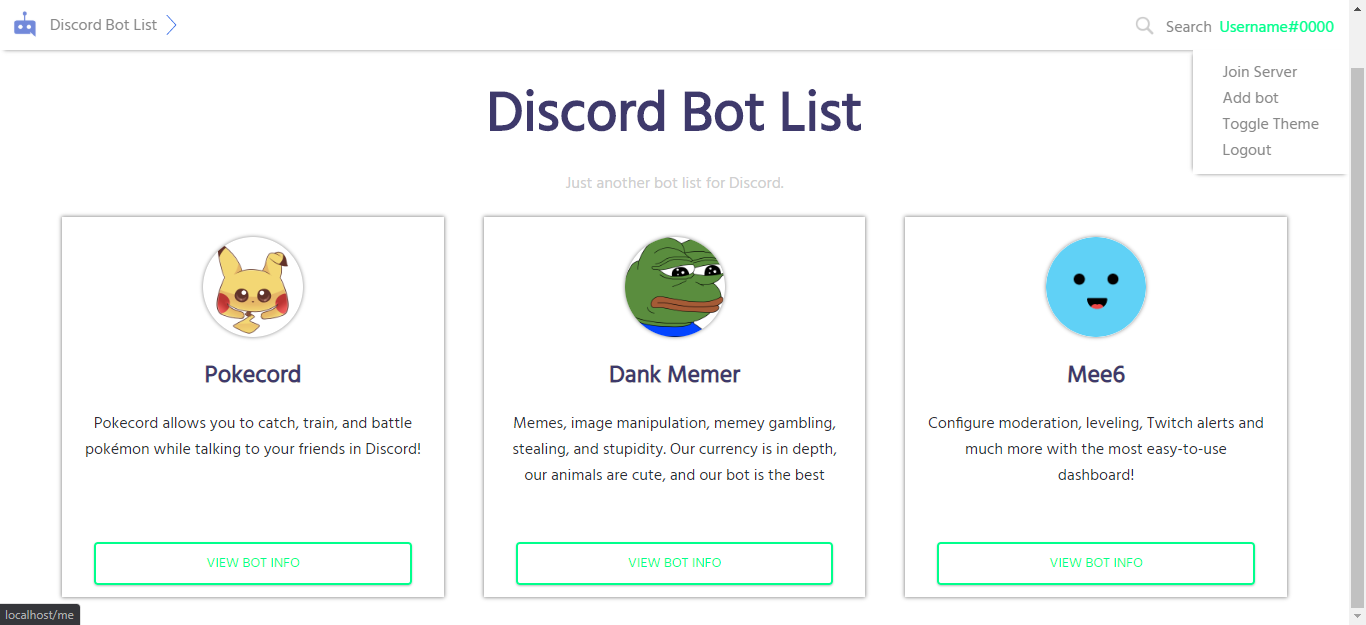 Discord Bot List
Search Username#0000
Join Server
Add bot
Toggle Theme
Logout
Discord Bot List
Just another bot list for Discord.
Pokecord
Pokecord allows you to catch, train, and battle
pokémon while talking to your friends in Discord!
VIEW BOT INFO
Dank Memer
Memes, image manipulation, memey gambling,
stealing, and stupidity. Our currency is in depth,
our animals are cute, and our bot is the best
VIEW BOT INFO
Mee6
Configure moderation, leveling, Twitch alerts and
much more with the most easy-to-use
dashboard!
VIEW BOT INFO
localhost/me